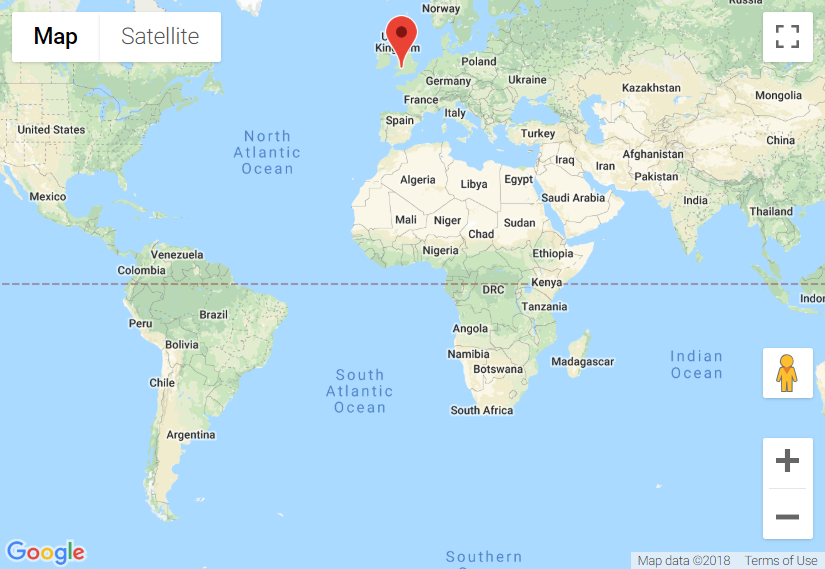 Norway
Russia
Map
Satellite
United
Kingdom
Poland
Germany
Ukraine
France
Kazakhstan
Mongolia
Italy
Spain
United States
North
Atlantic
Ocean
Turkey
China
Iraq
Iran
Afghanistan
Pakistan
Algeria
Libya
Egypt
Saudi Arabia
Mexico
India
Thailand
Mali
Niger
Chad
Sudan
Nigeria
Ethiopia
Venezuela
Colombia
Kenya
DRC
Indon
Tanzania
Brazil
Peru
Angola
Bolivia
Namibia
Botswana
Madagascar
Indian
Ocean
South
Atlantic
Ocean
Chile
South Africa
Argentina
Google
Southern
Map data ©2018
Terms of Use